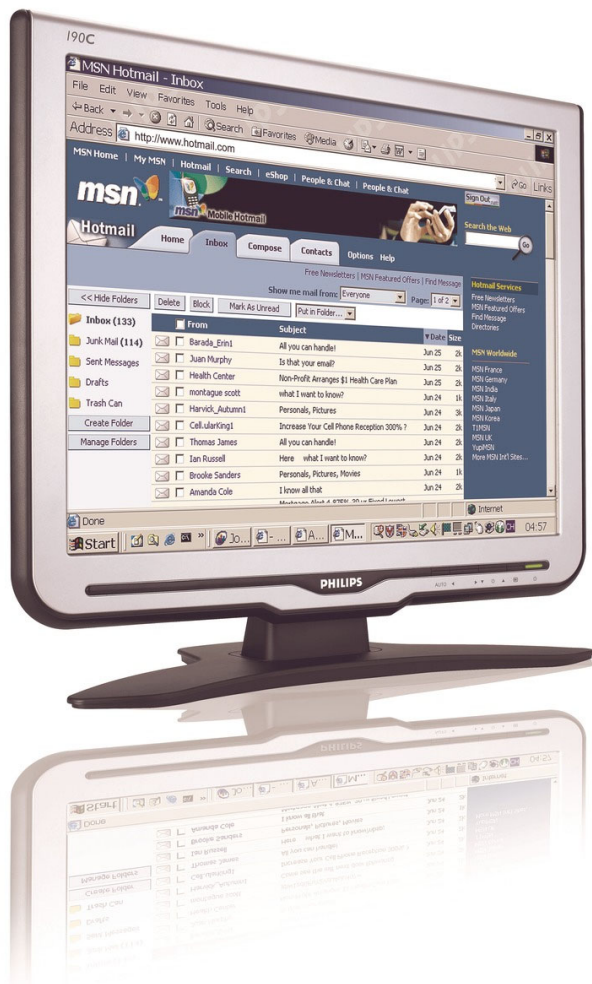 190C
MSN Hotmail - Inbox
File Edit View Favorites Tools Help
Back Search Favorites Media
Address http://www.hotmail.com Go Links
MSN Home | My MSN | Hotmail | Search | eShop | People & Chat | People & Chat
msn
msn Mobile Hotmail
Sign Out.net
Hotmail
Search the Web
Go
Home Inbox Compose Contacts Options Help
Free Newsletters | MSN Featured Offers | Find Message
Show me mail from: Everyone Page: 1 of 2
<< Hide Folders Delete Block Mark As Unread Put in Folder...
From Subject Date Size
Inbox (133)
Junk Mail (114)
Sent Messages
Drafts
Trash Can
Create Folder
Manage Folders
Barada_Erin1 All you can handle! Jun 25 2k
Juan Murphy Is that your email? Jun 25 2k
Health Center Non-Profit Arranges $1 Health Care Plan Jun 25 2k
montague scott what I want to know? Jun 24 1k
Harvick_Autumn1 Personals, Pictures Jun 24 3k
Cell.ularKing1 Increase Your Cell Phone Reception 300% ? Jun 24 2k
Thomas James All you can handle! Jun 24 2k
Ian Russell Here what I want to know? Jun 24 2k
Brooke Sanders Personals, Pictures, Movies Jun 24 1k
Amanda Cole I know all that Jun 24 2k
Hotmail Services
Free Newsletters
MSN Featured Offers
Find Message
Directories
MSN Worldwide
MSN France
MSN Germany
MSN India
MSN Italy
MSN Japan
MSN Korea
T1MSN
MSN UK
YupiMSN
More MSN Int'l Sites...
Done Internet
Start Jo... - ... A... M... CH 04:57
PHILIPS
AUTO